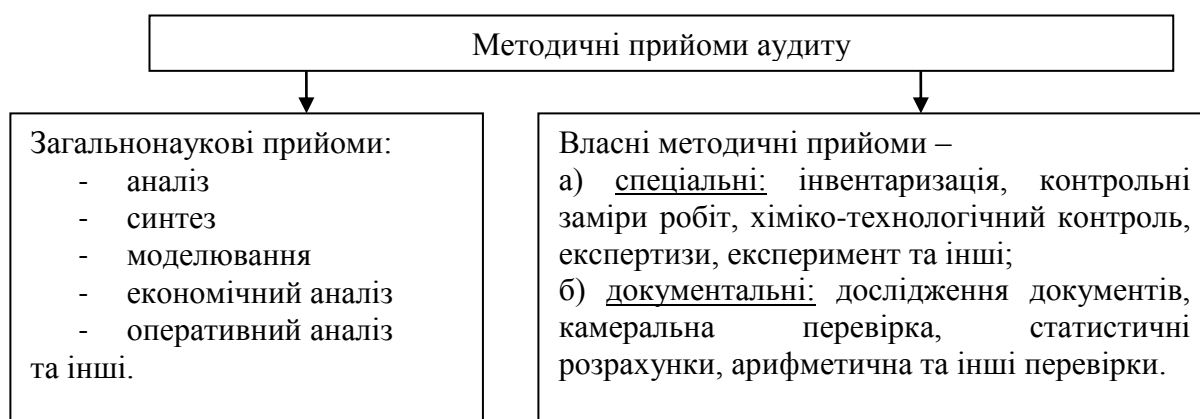 Методичні прийоми аудиту
Загальнонаукові прийоми:
- аналіз
- синтез
- моделювання
- економічний аналіз
- оперативний аналіз
та інші.
Власні методичні прийоми –
а) спеціальні: інвентаризація, контрольні
заміри робіт, хіміко-технологічний контроль,
експертизи, експеримент та інші;
б) документальні: дослідження документів,
камеральна перевірка, статистичні
розрахунки, арифметична та інші перевірки.